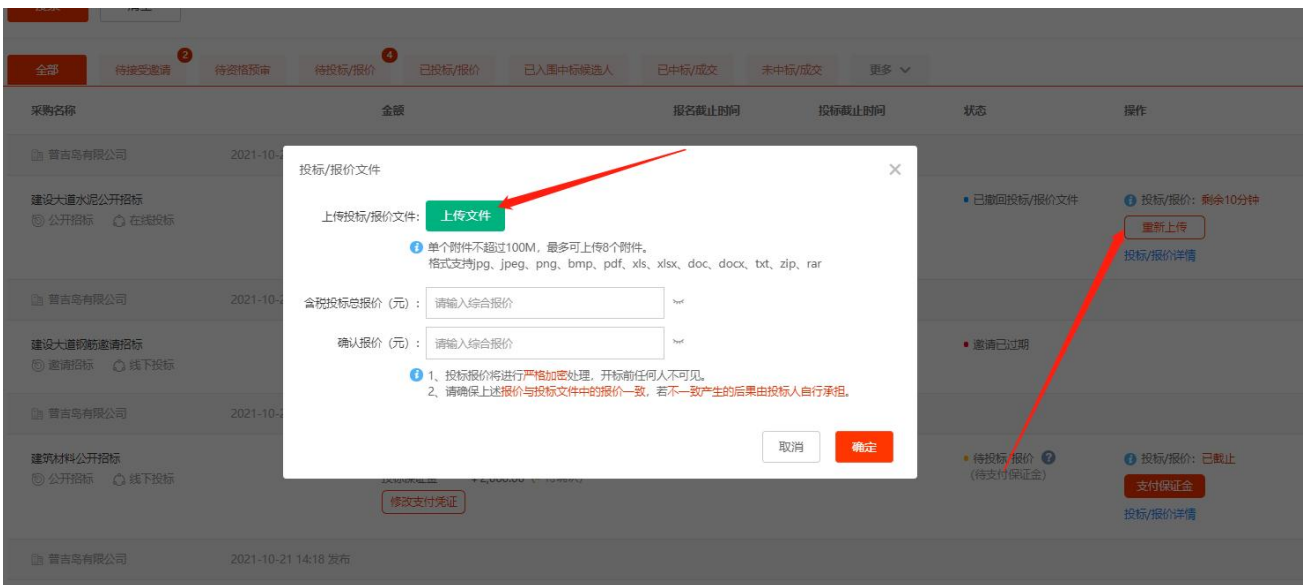 清空
全部
待接受邀请 2
待资格预审
待投标/报价 4
已投标/报价
已入围中标候选人
已中标/成交
未中标/成交
更多
采购名称
金额
报名截止时间
投标截止时间
状态
操作
普吉岛有限公司
2021-10-2
建设大道水泥公开招标
公开招标 在线投标
已撤回投标/报价文件
投标/报价：剩余10分钟
重新上传
投标/报价详情
投标/报价文件
上传投标/报价文件: 上传文件
单个附件不超过100M，最多可上传8个附件。
格式支持jpg、jpeg、png、bmp、pdf、xls、xlsx、doc、docx、txt、zip、rar
含税投标总报价（元）: 请输入综合报价
确认报价（元）: 请输入综合报价
1、投标报价将进行严格加密处理，开标前任何人不可见。
2、请确保上述报价与投标文件中的报价一致，若不一致产生的后果由投标人自行承担。
取消
确定
普吉岛有限公司
2021-10-2
建设大道钢筋邀请招标
邀请招标 线下投标
邀请已过期
普吉岛有限公司
2021-10-2
建筑材料公开招标
公开招标 线下投标
修改支付凭证
待投标/报价
(待支付保证金)
投标/报价：已截止
支付保证金
投标/报价详情
普吉岛有限公司
2021-10-21 14:18 发布